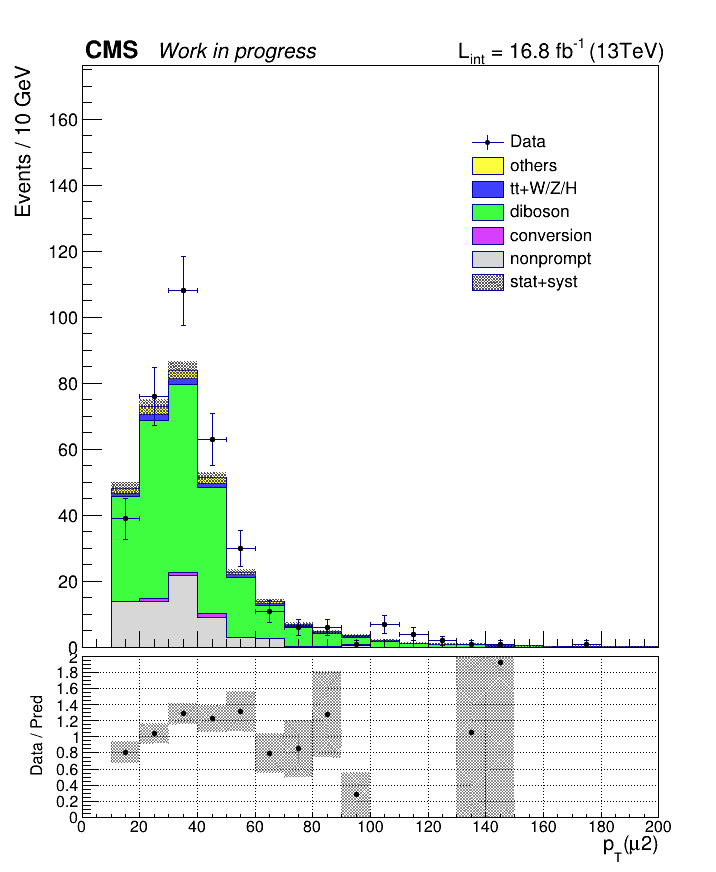 CMS Work in progress L_int = 16.8 fb^-1 (13TeV)
Events / 10 GeV
160
140
120
100
80
60
40
20
0
Data
others
tt+W/Z/H
diboson
conversion
nonprompt
stat+syst
Data / Pred
2
1.8
1.6
1.4
1.2
1
0.8
0.6
0.4
0.2
0
0 20 40 60 80 100 120 140 160 180 200
p_T(μ2)